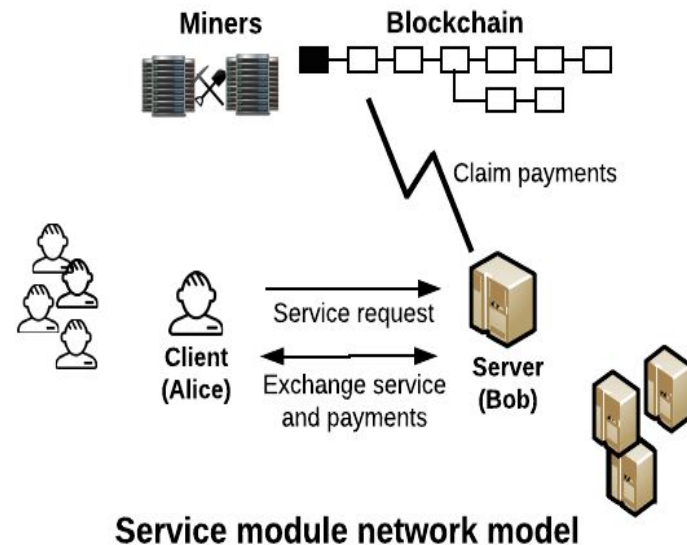 Miners
Blockchain
Claim payments
Service request
Client
(Alice)
Exchange service
and payments
Server
(Bob)
Service module network model